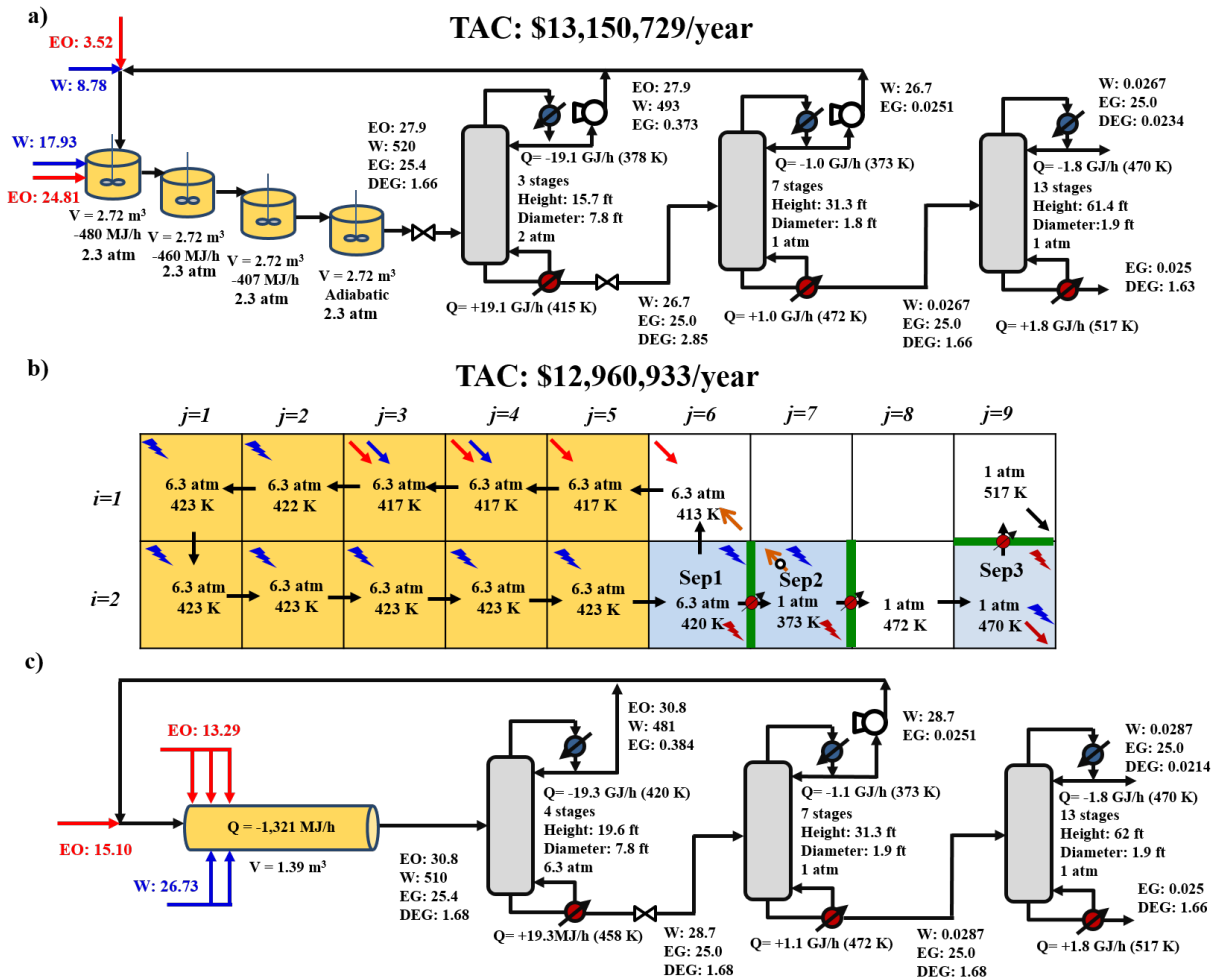 a)
TAC: $13,150,729/year
EO: 3.52
W: 8.78
W: 17.93
EO: 24.81
V = 2.72 m³
-480 MJ/h
2.3 atm
V = 2.72 m³
-460 MJ/h
2.3 atm
V = 2.72 m³
-407 MJ/h
2.3 atm
V = 2.72 m³
Adiabatic
2.3 atm
EO: 27.9
W: 520
EG: 25.4
DEG: 1.66
EO: 27.9
W: 493
EG: 0.373
Q= -19.1 GJ/h (378 K)
3 stages
Height: 15.7 ft
Diameter: 7.8 ft
2 atm
Q= +19.1 GJ/h (415 K)
W: 26.7
EG: 25.0
DEG: 2.85
W: 26.7
EG: 0.0251
Q= -1.0 GJ/h (373 K)
7 stages
Height: 31.3 ft
Diameter: 1.8 ft
1 atm
Q= +1.0 GJ/h (472 K)
W: 0.0267
EG: 25.0
DEG: 1.66
W: 0.0267
EG: 25.0
DEG: 0.0234
Q= -1.8 GJ/h (470 K)
13 stages
Height: 61.4 ft
Diameter:1.9 ft
1 atm
EG: 0.025
DEG: 1.63
Q= +1.8 GJ/h (517 K)
b)
TAC: $12,960,933/year
j=1 j=2 j=3 j=4 j=5 j=6 j=7 j=8 j=9
i=1
6.3 atm
423 K
6.3 atm
422 K
6.3 atm
417 K
6.3 atm
417 K
6.3 atm
417 K
6.3 atm
413 K
1 atm
517 K
i=2
6.3 atm
423 K
6.3 atm
423 K
6.3 atm
423 K
6.3 atm
423 K
6.3 atm
423 K
Sep1
6.3 atm
420 K
Sep2
1 atm
373 K
1 atm
472 K
Sep3
1 atm
470 K
c)
EO: 13.29
EO: 15.10
Q = -1,321 MJ/h
V = 1.39 m³
W: 26.73
EO: 30.8
W: 510
EG: 25.4
DEG: 1.68
EO: 30.8
W: 481
EG: 0.384
Q= -19.3 GJ/h (420 K)
4 stages
Height: 19.6 ft
Diameter: 7.8 ft
6.3 atm
Q= +19.3MJ/h (458 K)
W: 28.7
EG: 25.0
DEG: 1.68
W: 28.7
EG: 0.0251
Q= -1.1 GJ/h (373 K)
7 stages
Height: 31.3 ft
Diameter: 1.9 ft
1 atm
Q= +1.1 GJ/h (472 K)
W: 0.0287
EG: 25.0
DEG: 1.68
W: 0.0287
EG: 25.0
DEG: 0.0214
Q= -1.8 GJ/h (470 K)
13 stages
Height: 62 ft
Diameter: 1.9 ft
1 atm
EG: 0.025
DEG: 1.66
Q= +1.8 GJ/h (517 K)